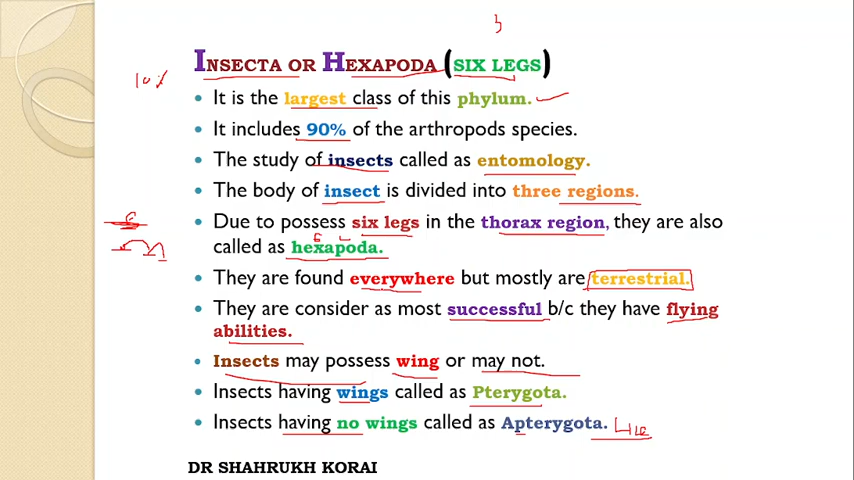 INSECTA OR HEXAPODA (SIX LEGS)
10%
It is the largest class of this phylum.
It includes 90% of the arthropods species.
The study of insects called as entomology.
The body of insect is divided into three regions.
Due to possess six legs in the thorax region, they are also
called as hexapoda.
They are found everywhere but mostly are terrestrial.
They are consider as most successful b/c they have flying
abilities.
Insects may possess wing or may not.
Insects having wings called as Pterygota.
Insects having no wings called as Apterygota.
DR SHAHRUKH KORAI